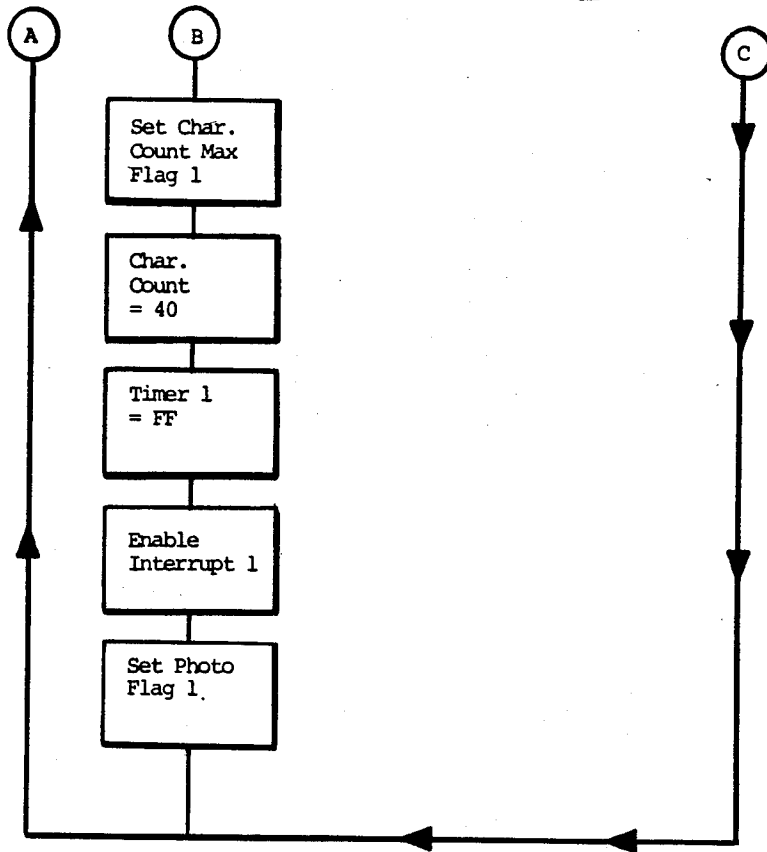 A
B
C
Set Char.
Count Max
Flag 1
Char.
Count
= 40
Timer 1
= FF
Enable
Interrupt 1
Set Photo
Flag 1.